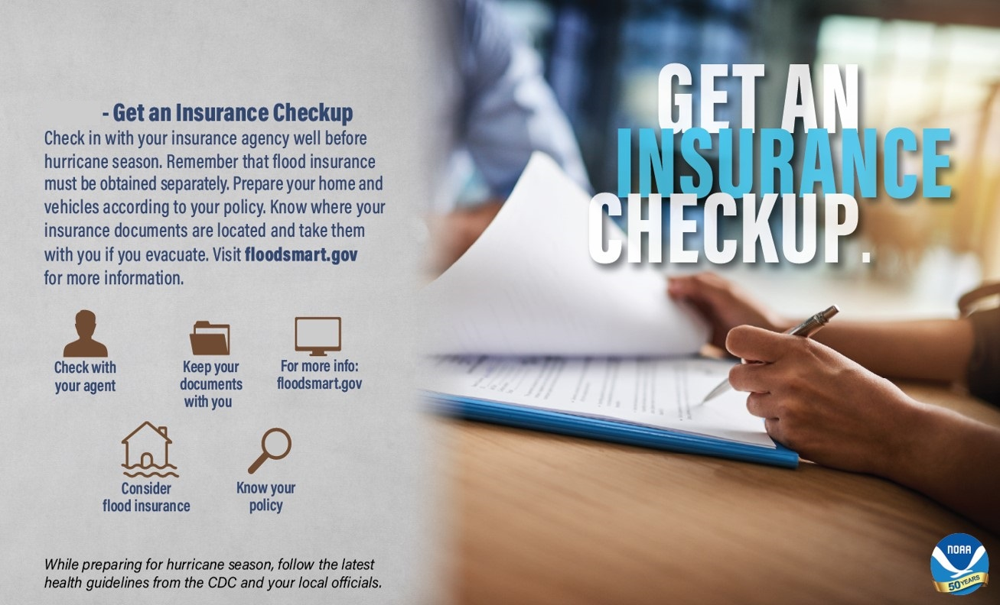 - Get an Insurance Checkup
Check in with your insurance agency well before
hurricane season. Remember that flood insurance
must be obtained separately. Prepare your home and
vehicles according to your policy. Know where your
insurance documents are located and take them
with you if you evacuate. Visit floodsmart.gov
for more information.
Check with
your agent
Keep your
documents
with you
For more info:
floodsmart.gov
Consider
flood insurance
Know your
policy
While preparing for hurricane season, follow the latest
health guidelines from the CDC and your local officials.
GET AN
INSURANCE
CHECKUP.
NOAA
50 YEARS